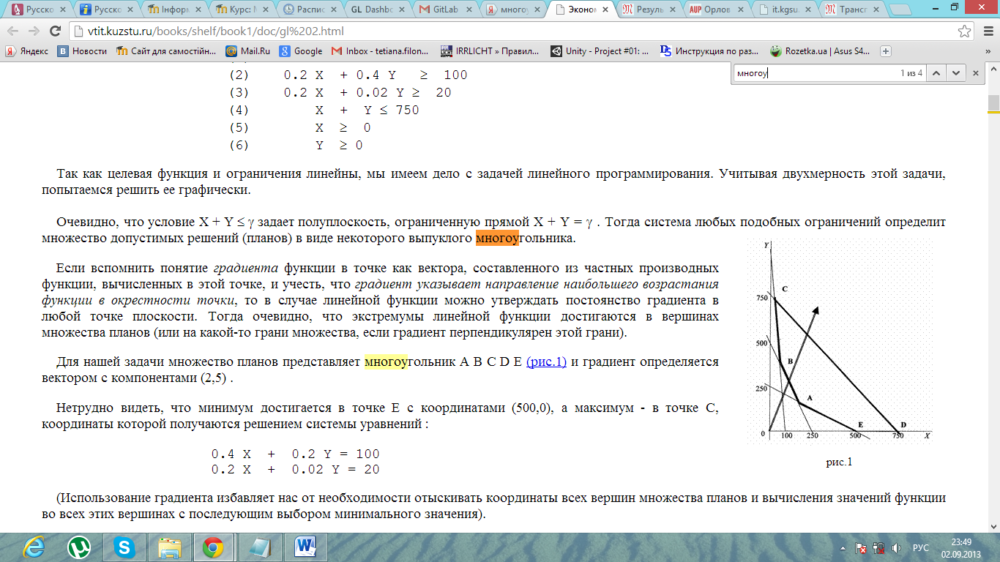 Русско
Русско
Інформ
Курс: М
Распис
GL Dashbo
GitLab
многоу
Эконом
Резуль
AUP Орлов
it.kgsu.
Трансп
vtit.kuzstu.ru/books/shelf/book1/doc/gl%202.html
Яндекс
В Новости
Сайт для самостійн...
Mail.Ru
Google
Inbox - tetiana.filon...
IRRLICHT » Правил...
Unity - Project #01: ...
Инструкция по раз...
Rozetka.ua | Asus S4...
»
многоу 1 из 4
(2) 0.2 X + 0.4 Y ≥ 100
(3) 0.2 X + 0.02 Y ≥ 20
(4) X + Y ≤ 750
(5) X ≥ 0
(6) Y ≥ 0
Так как целевая функция и ограничения линейны, мы имеем дело с задачей линейного программирования. Учитывая двухмерность этой задачи,
попытаемся решить ее графически.
Очевидно, что условие X + Y ≤ γ задает полуплоскость, ограниченную прямой X + Y = γ . Тогда система любых подобных ограничений определит
множество допустимых решений (планов) в виде некоторого выпуклого многоугольника.
Если вспомнить понятие градиента функции в точке как вектора, составленного из частных производных
функции, вычисленных в этой точке, и учесть, что градиент указывает направление наибольшего возрастания
функции в окрестности точки, то в случае линейной функции можно утверждать постоянство градиента в
любой точке плоскости. Тогда очевидно, что экстремумы линейной функции достигаются в вершинах
множества планов (или на какой-то грани множества, если градиент перпендикулярен этой грани).
Для нашей задачи множество планов представляет многоугольник A B C D E (рис.1) и градиент определяется
вектором с компонентами (2,5) .
Нетрудно видеть, что минимум достигается в точке E с координатами (500,0), а максимум - в точке C,
координаты которой получаются решением системы уравнений :
0.4 X + 0.2 Y = 100
0.2 X + 0.02 Y = 20
(Использование градиента избавляет нас от необходимости отыскивать координаты всех вершин множества планов и вычисления значений функции
во всех этих вершинах с последующим выбором минимального значения).
Y
C
750
500
B
250
A
E D
0 100 250 500 750 X
рис.1
РУС
23:49
02.09.2013